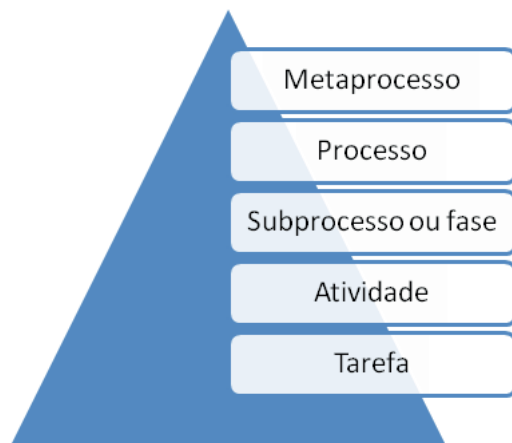 Metaprocesso
Processo
Subprocesso ou fase
Atividade
Tarefa